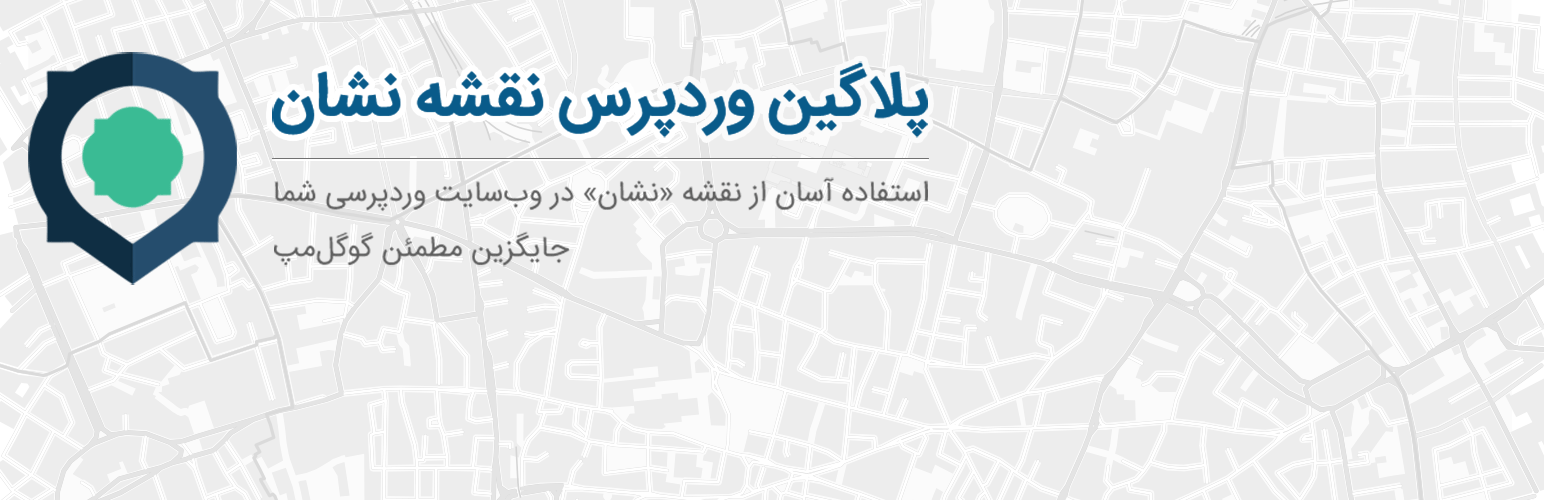 پلاگین وردپرس نقشه نشان
استفاده آسان از نقشه «نشان» در وب‌سایت وردپرسی شما
جایگزین مطمئن گوگل‌مپ